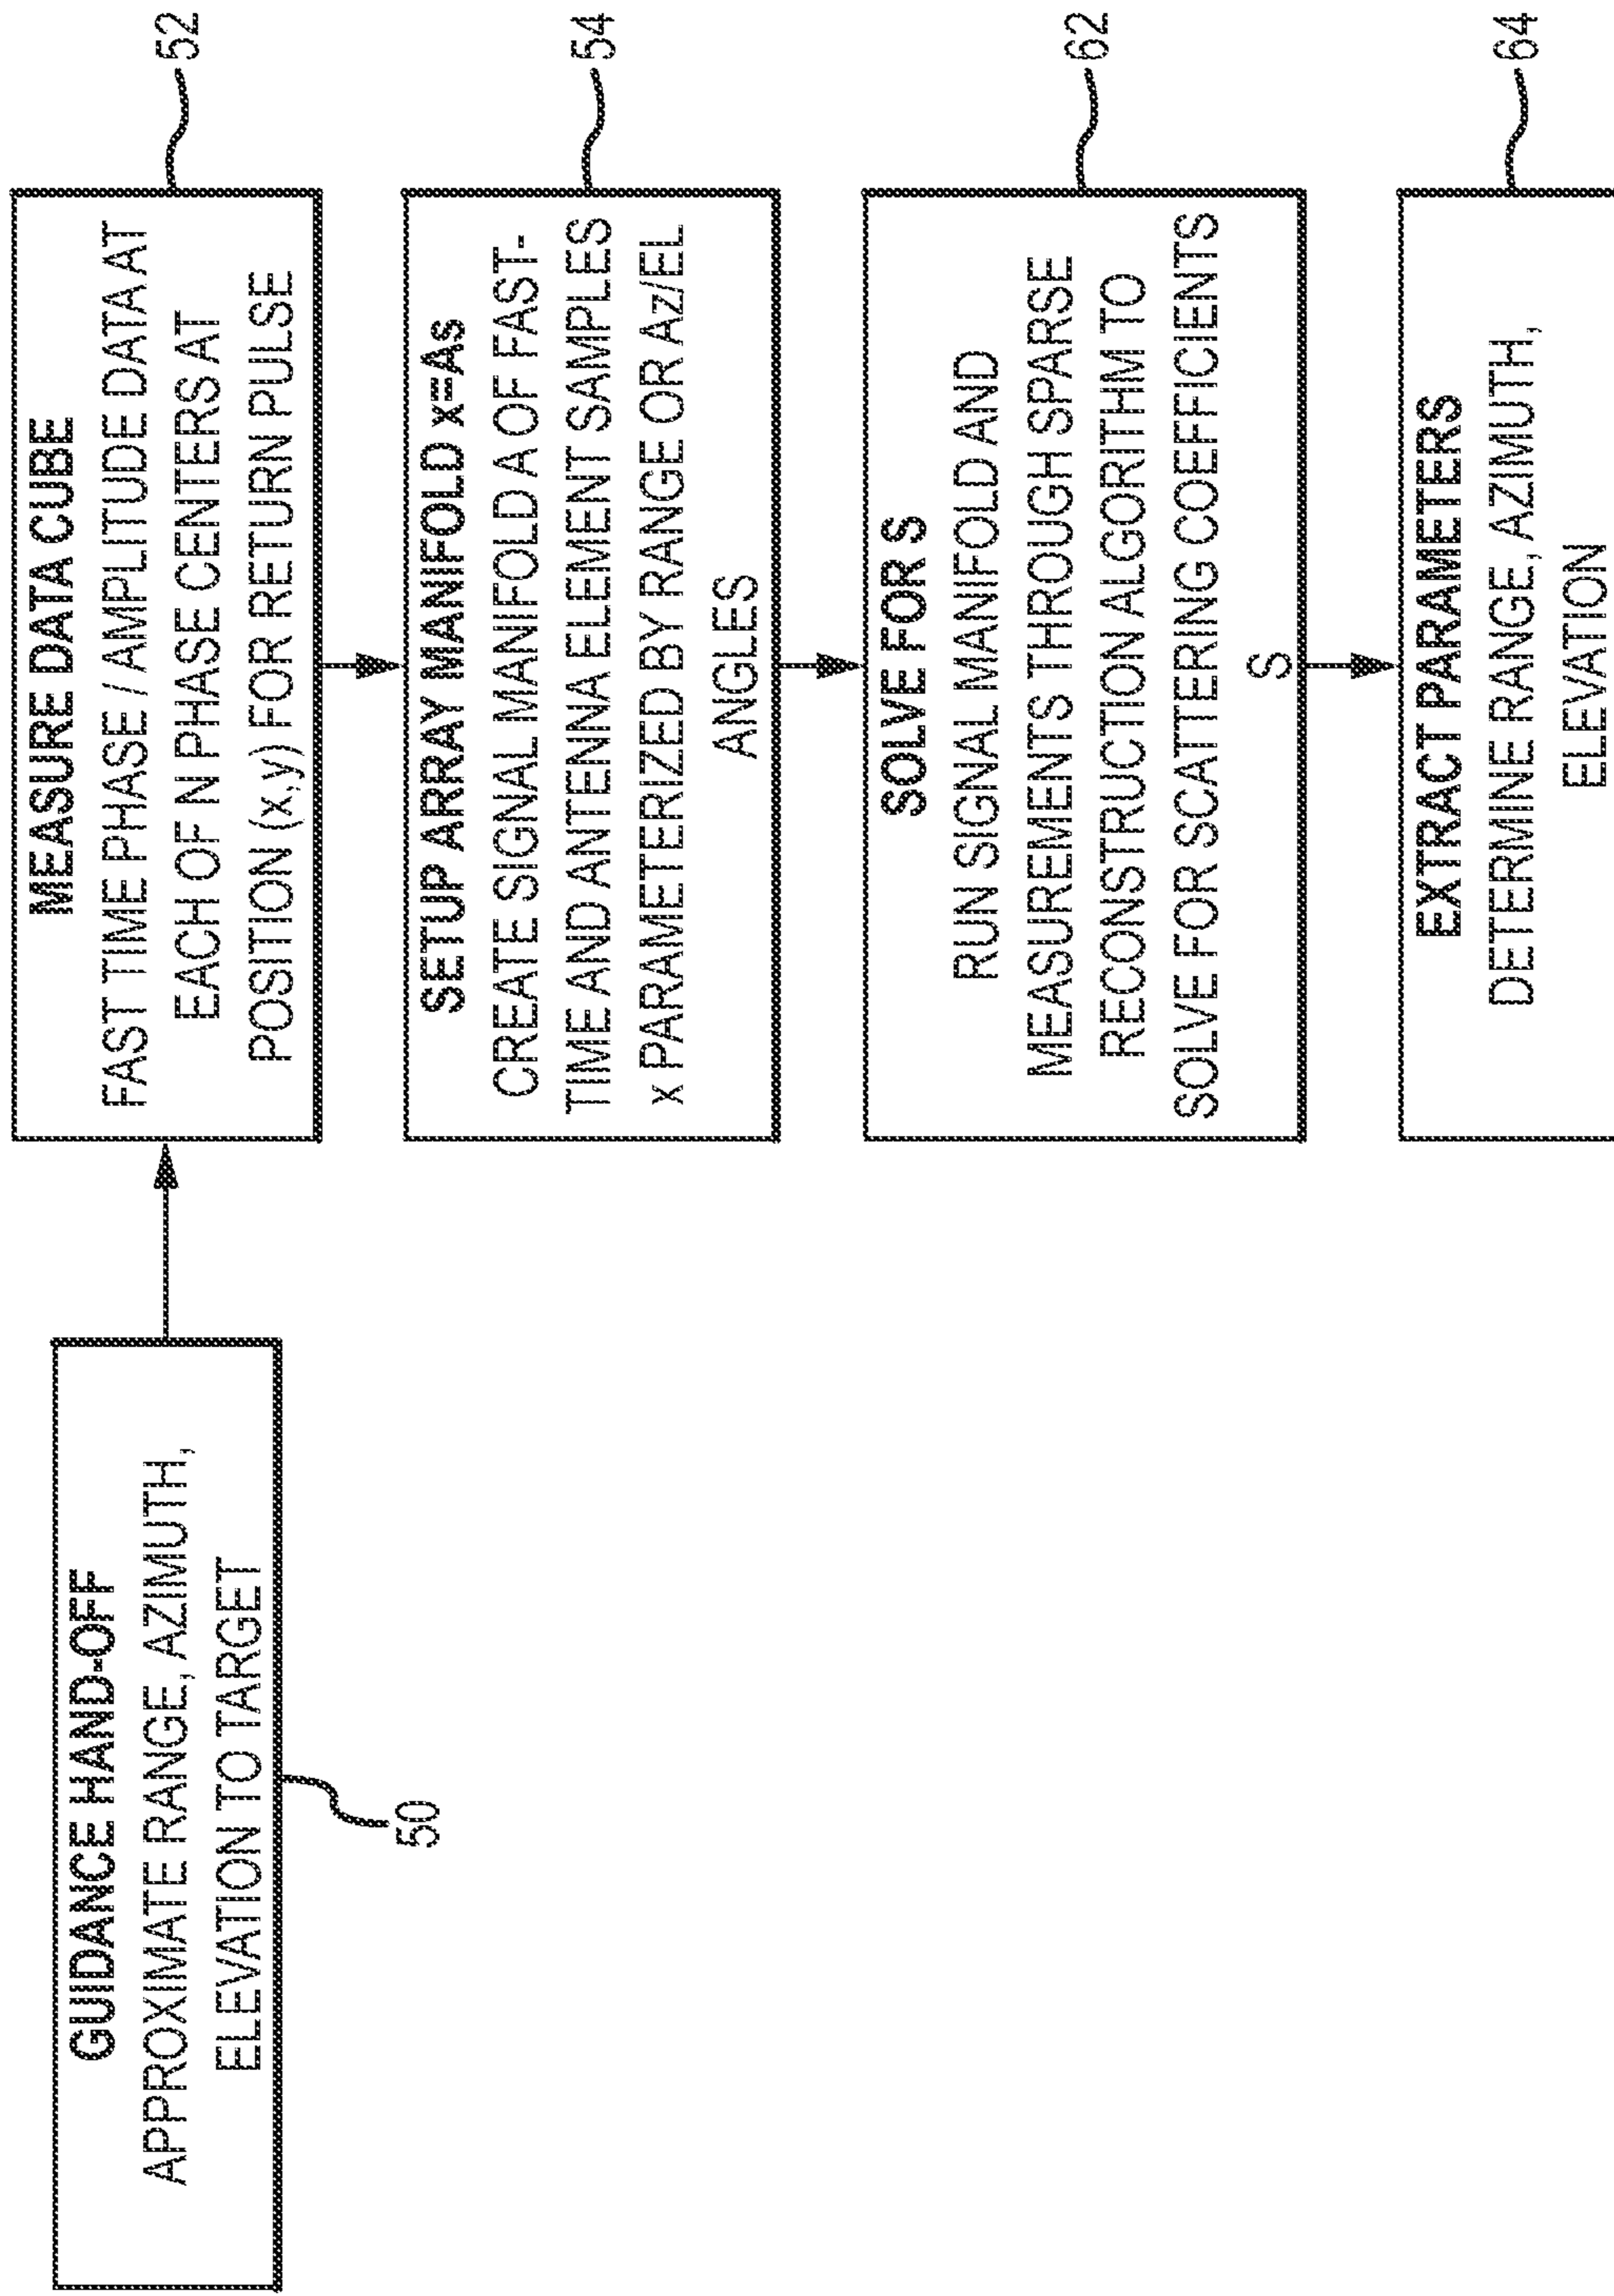 GUIDANCE HAND-OFF
APPROXIMATE RANGE, AZIMUTH,
ELEVATION TO TARGET
50
MEASURE DATA CUBE
FAST TIME PHASE / AMPLITUDE DATA AT
EACH OF N PHASE CENTERS AT
POSITION (x,y) FOR RETURN PULSE
52
SETUP ARRAY MANIFOLD x=As
CREATE SIGNAL MANIFOLD A OF FAST-
TIME AND ANTENNA ELEMENT SAMPLES
x PARAMETERIZED BY RANGE OR AZ/EL
ANGLES
54
SOLVE FOR S
RUN SIGNAL MANIFOLD AND
MEASUREMENTS THROUGH SPARSE
RECONSTRUCTION ALGORITHM TO
SOLVE FOR SCATTERING COEFFICIENTS
S
62
EXTRACT PARAMETERS
DETERMINE RANGE, AZIMUTH,
ELEVATION
64